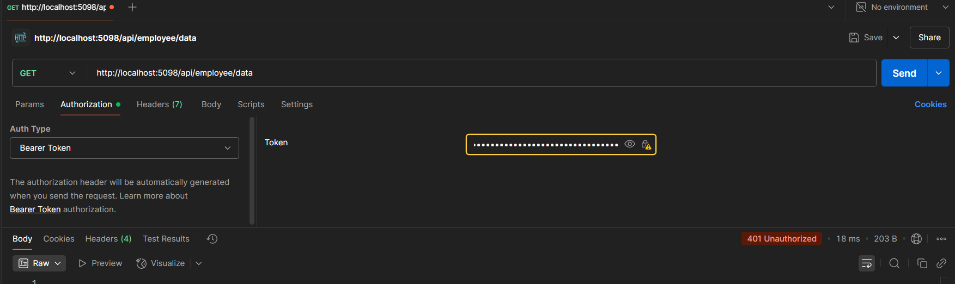 GET http://localhost:5098/ap
No environment
http://localhost:5098/api/employee/data
Save
Share
GET http://localhost:5098/api/employee/data
Send
Params Authorization Headers (7) Body Scripts Settings
Cookies
Auth Type
Bearer Token
The authorization header will be automatically generated
when you send the request. Learn more about
Bearer Token authorization.
Token
Body Cookies Headers (4) Test Results
401 Unauthorized 18 ms 203 B
Raw Preview Visualize
1